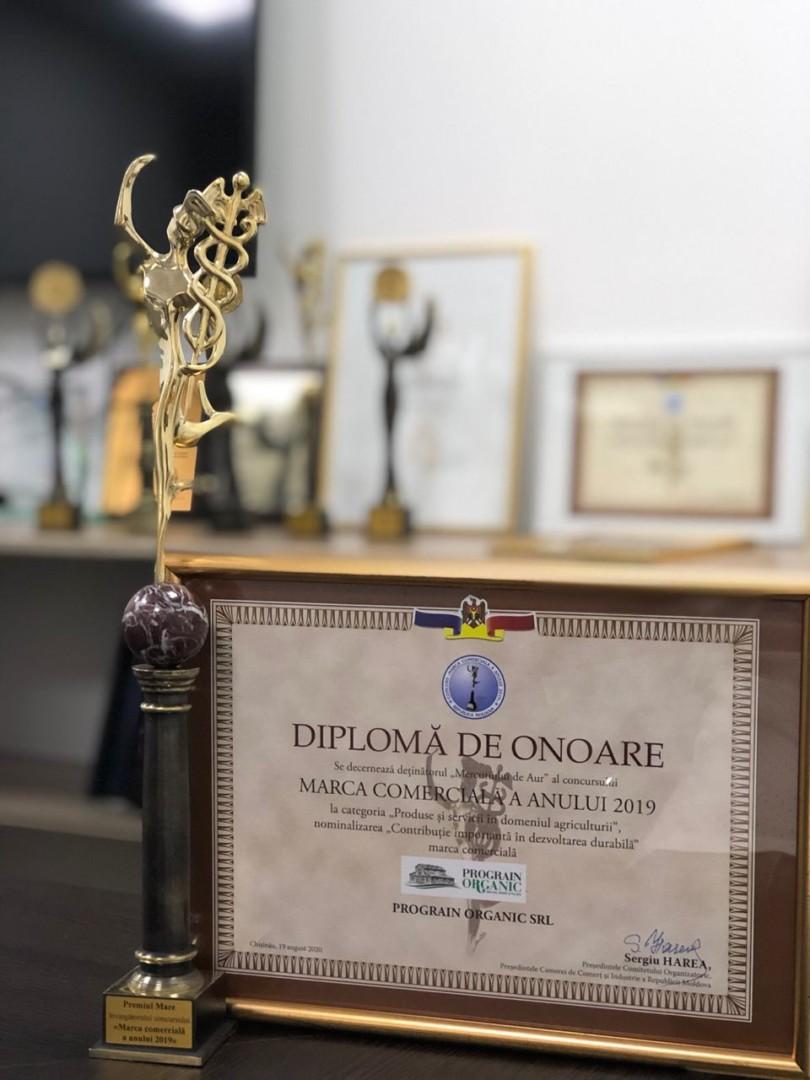 DIPLOMĂ DE ONOARE
Se decernează deținătorul „Mercurului de Aur" al concursului
MARCA COMERCIALĂ A ANULUI 2019
la categoria „Produse și servicii în domeniul agriculturii",
nominalizarea „Contribuție importantă în dezvoltarea durabilă"
marca comercială
PROGRAIN
ORGANIC
PROGRAIN ORGANIC SRL
Chișinău, 19 august 2020
Sergiu HAREA,
Președintele Comitetului Organizatoric,
Președintele Camerei de Comerț și Industrie a Republicii Moldova
Premiul Mare
învingătorului concursului
«Marca comercială
a anului 2019»